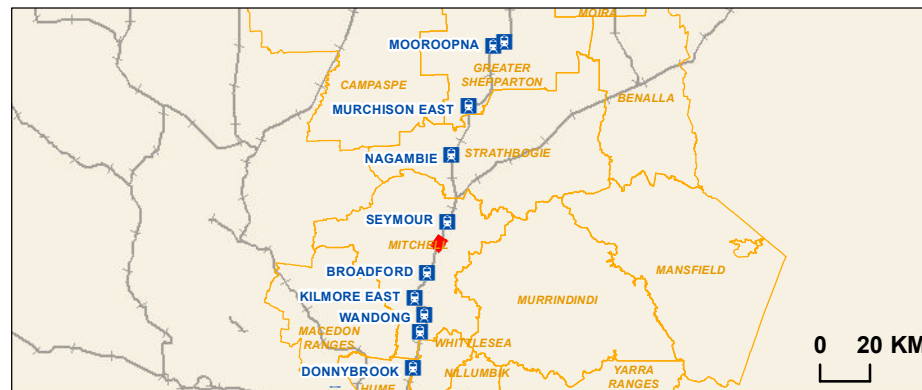 MOIRA
MOOROOPNA
GREATER
SHEPPARTON
CAMPASPE
BENALLA
MURCHISON EAST
STRATHBOGIE
NAGAMBIE
SEYMOUR
MITCHELL
BROADFORD
MANSFIELD
KILMORE EAST
MURRINDINDI
WANDONG
MACEDON
RANGES
WHITTLESEA
0 20 KM
DONNYBROOK
NILLUMBIK
YARRA
RANGES
HUME